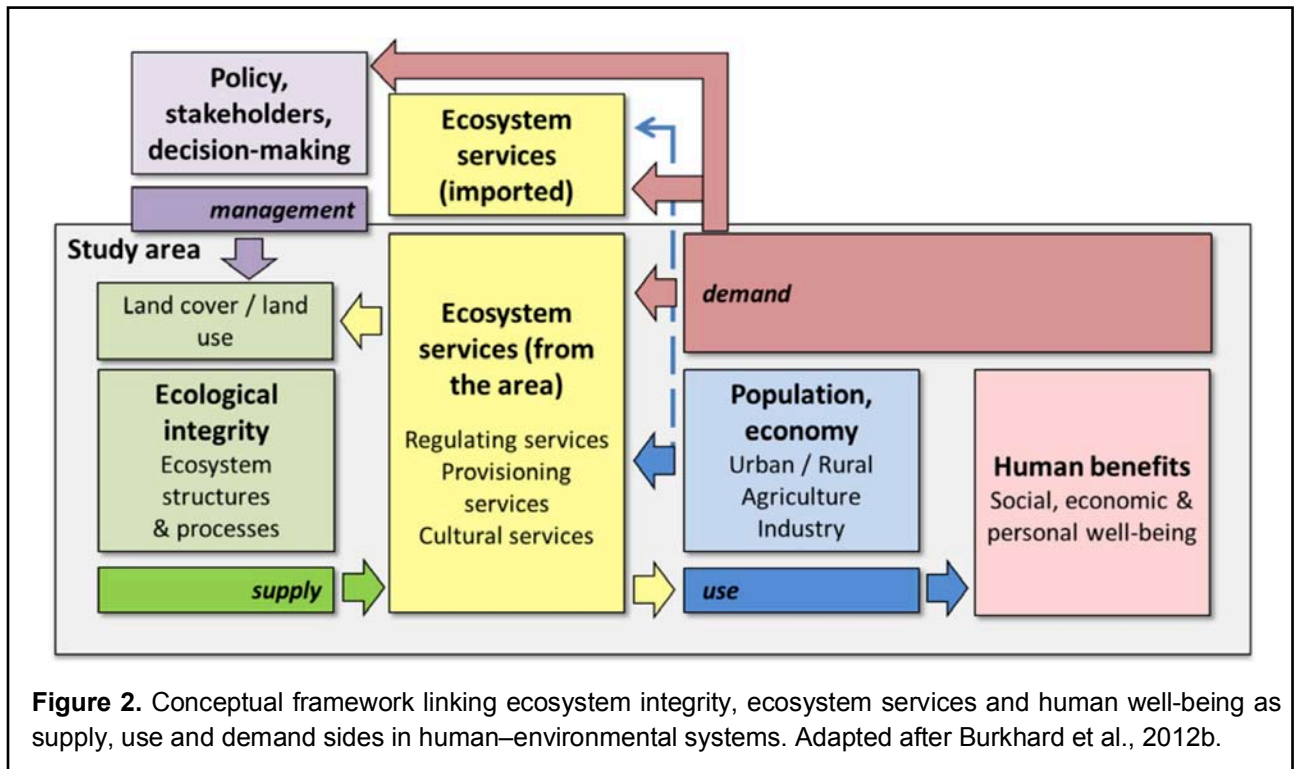 Policy,
stakeholders,
decision-making
management
Ecosystem
services
(imported)
Study area
Land cover / land
use
Ecological
integrity
Ecosystem
structures
& processes
supply
Ecosystem
services (from
the area)
Regulating services
Provisioning
services
Cultural services
demand
Population,
economy
Urban / Rural
Agriculture
Industry
use
Human benefits
Social, economic &
personal well-being
Figure 2. Conceptual framework linking ecosystem integrity, ecosystem services and human well-being as
supply, use and demand sides in human–environmental systems. Adapted after Burkhard et al., 2012b.